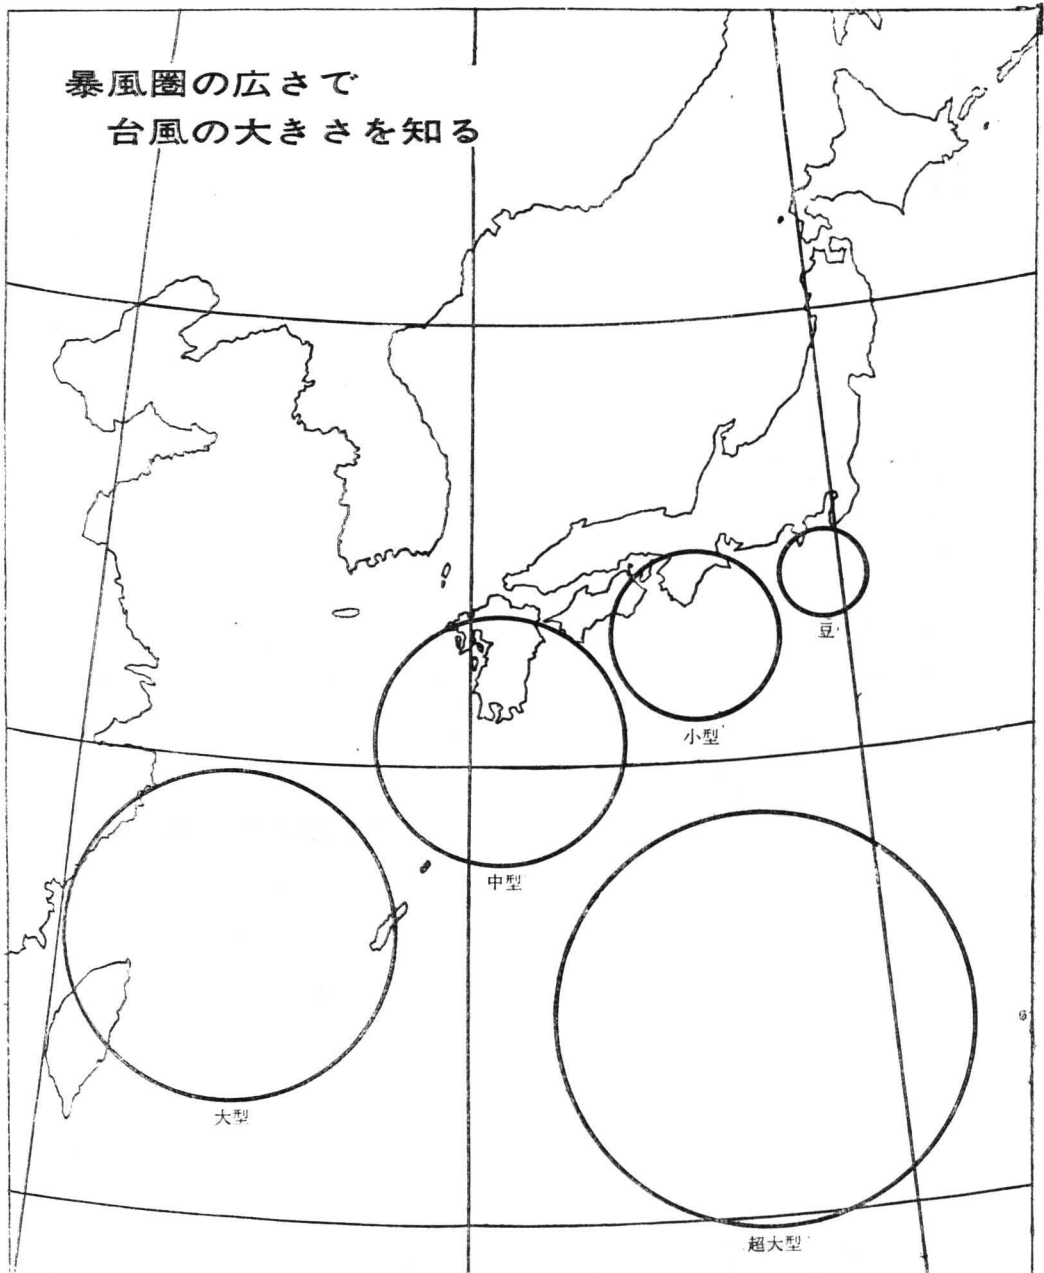 暴風圏の広さで
台風の大きさを知る
豆
小型
中型
大型
超大型